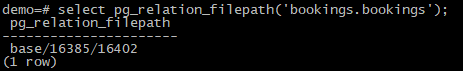 demo=# select pg_relation_filepath('bookings.bookings');
pg_relation_filepath
----------------------
base/16385/16402
(1 row)